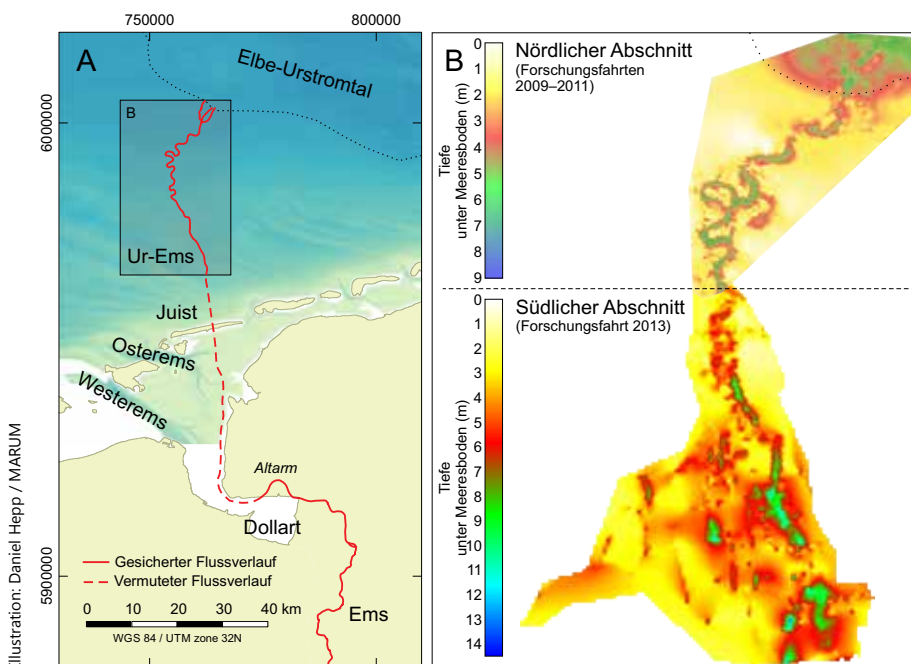 750000
800000
A
Elbe-Urstromtal
B
6000000
Ur-Ems
Juist
Osterems
Westerems
Altarm
Dollart
Gesicherter Flussverlauf
Vermuteter Flussverlauf
5900000
Ems
0 10 20 30 40 km
WGS 84 / UTM zone 32N
Illustration: Daniel Hepp / MARUM
B
Nördlicher Abschnitt
(Forschungsfahrten
2009–2011)
Tiefe
unter Meeresboden (m)
0
1
2
3
4
5
6
7
8
9
Südlicher Abschnitt
(Forschungsfahrt 2013)
Tiefe
unter Meeresboden (m)
0
1
2
3
4
5
6
7
8
9
10
11
12
13
14